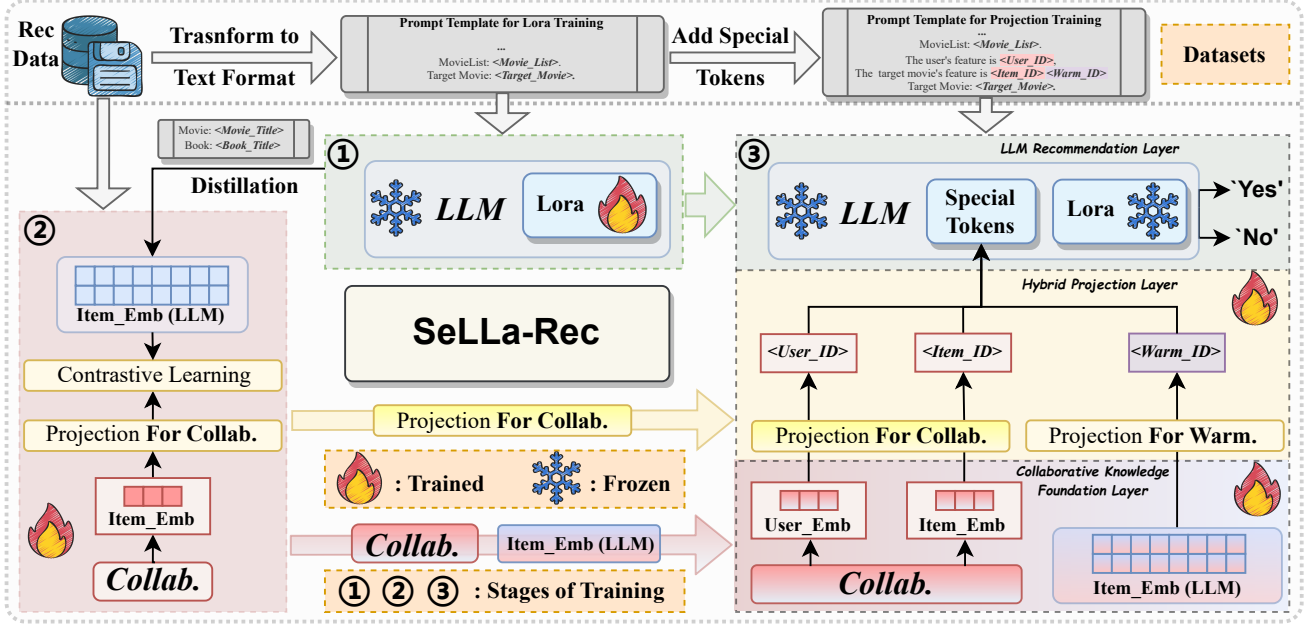 Rec
Data
Trasnform to
Text Format
Prompt Template for Lora Training
...
MovieList: <Movie_List>.
Target Movie: <Target_Movie>.
Add Special
Tokens
Prompt Template for Projection Training
...
MovieList: <Movie_List>.
The user's feature is <User_ID>,
The target movie's feature is <Item_ID> <Warm_ID>
Target Movie: <Target_Movie>.
Datasets
Movie: <Movie_Title>
Book: <Book_Title>
Distillation
①
LLM
Lora
③
LLM Recommendation Layer
LLM
Special
Tokens
Lora
`Yes'
`No'
②
Item_Emb (LLM)
Contrastive Learning
Projection For Collab.
Item_Emb
Collab.
SeLLa-Rec
Projection For Collab.
: Trained
: Frozen
Collab.
Item_Emb (LLM)
① ② ③ : Stages of Training
Hybrid Projection Layer
<User_ID>
<Item_ID>
<Warm_ID>
Projection For Collab.
Projection For Warm.
Collaborative Knowledge
Foundation Layer
User_Emb
Item_Emb
Collab.
Item_Emb (LLM)